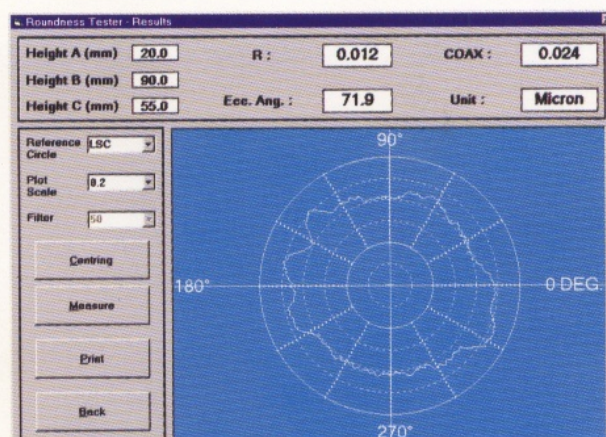 Roundness Tester - Results
Height A (mm) 20.0 R : 0.012 COAX : 0.024
Height B (mm) 90.0
Height C (mm) 55.0 Ecc. Ang. : 71.9 Unit : Micron
Reference Circle LSC
Plot Scale 0.2
Filter 50
Centring
Measure
Print
Back
90°
180°
0 DEG.
270°